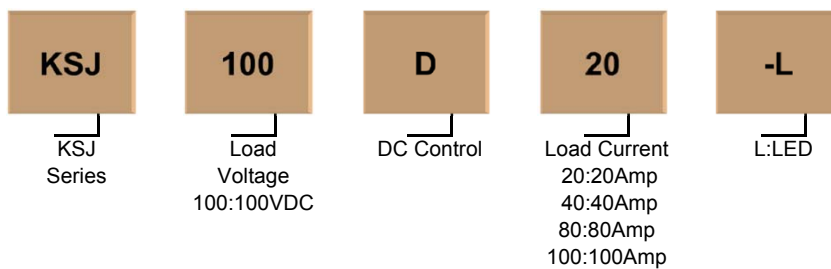 KSJ 100 D 20 -L
KSJ Load DC Control Load Current L:LED
Series Voltage 20:20Amp
100:100VDC 40:40Amp
80:80Amp
100:100Amp